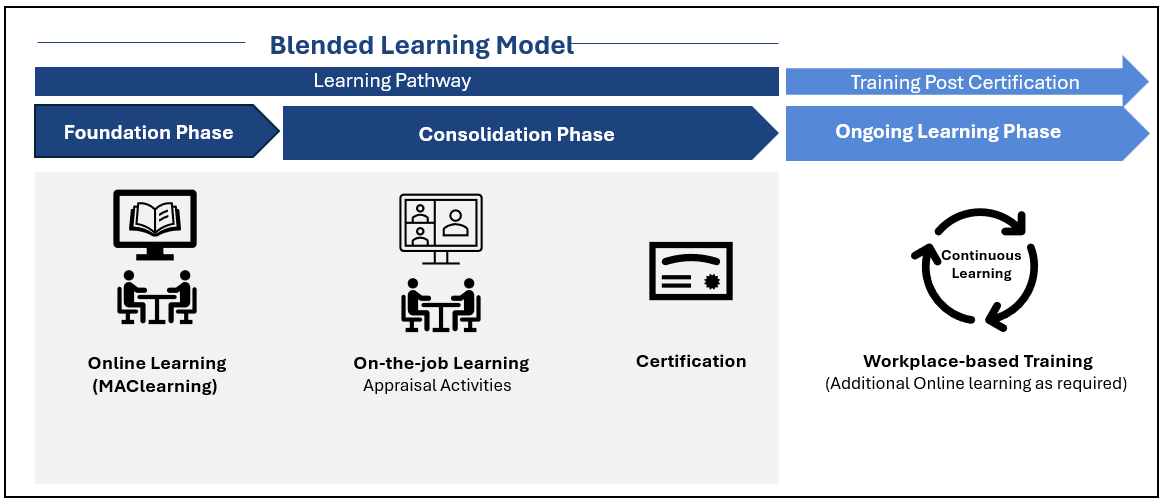 Blended Learning Model
Learning Pathway
Training Post Certification
Foundation Phase
Consolidation Phase
Ongoing Learning Phase
Continuous
Learning
Online Learning
(MAClearning)
On-the-job Learning
Appraisal Activities
Certification
Workplace-based Training
(Additional Online learning as required)